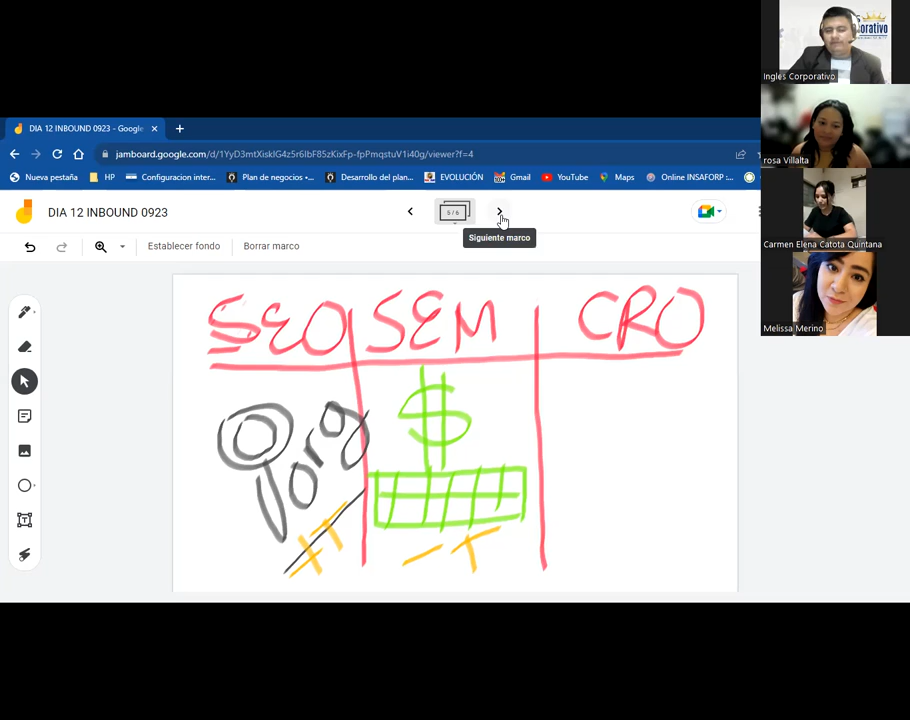 DIA 12 INBOUND 0923 - Google
jamboard.google.com/d/1YyD3mtXiskIG4z5r6IbF85zKixFp-fpPmqstuV1i40g/viewer?f=4
Nueva pestaña HP Configuracion inter... Plan de negocios •... Desarrollo del plan... EVOLUCIÓN Gmail YouTube Maps Online INSAFORP -...
DIA 12 INBOUND 0923
5 / 6
Siguiente marco
Establecer fondo Borrar marco
SEO SEM CRO
org $
+T
- T
orativo
Ingles Corporativo
rosa Villalta
Carmen Elena Catota Quintana
Melissa Merino